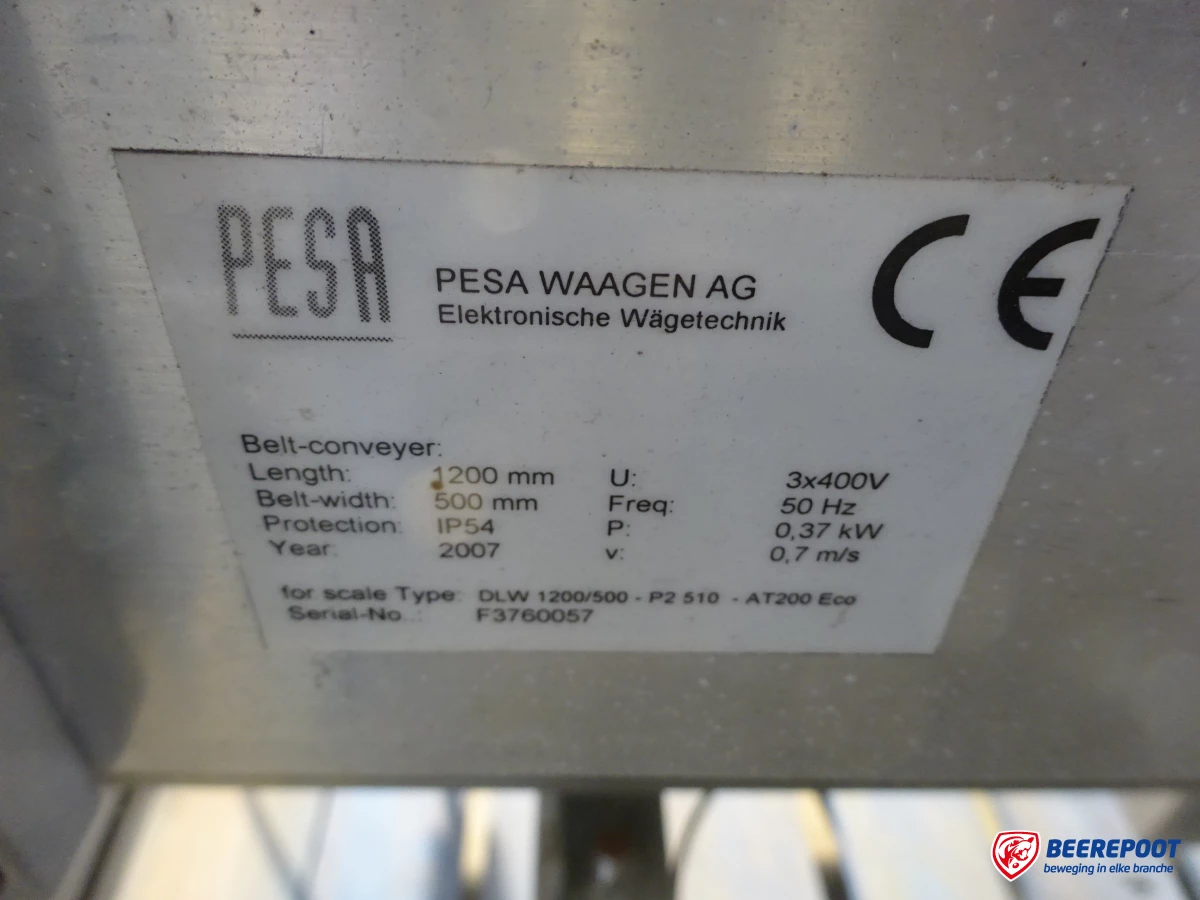 PESA
PESA WAAGEN AG
Elektronische Wägetechnik
CE
Belt-conveyer:
Length: 1200 mm U: 3x400V
Belt-width: 500 mm Freq: 50 Hz
Protection: IP54 P: 0,37 kW
Year: 2007 v: 0,7 m/s
for scale Type: DLW 1200/500 - P2 510 - AT200 Eco
Serial-No..: F3760057
BEEREPOOT
beweging in elke branche